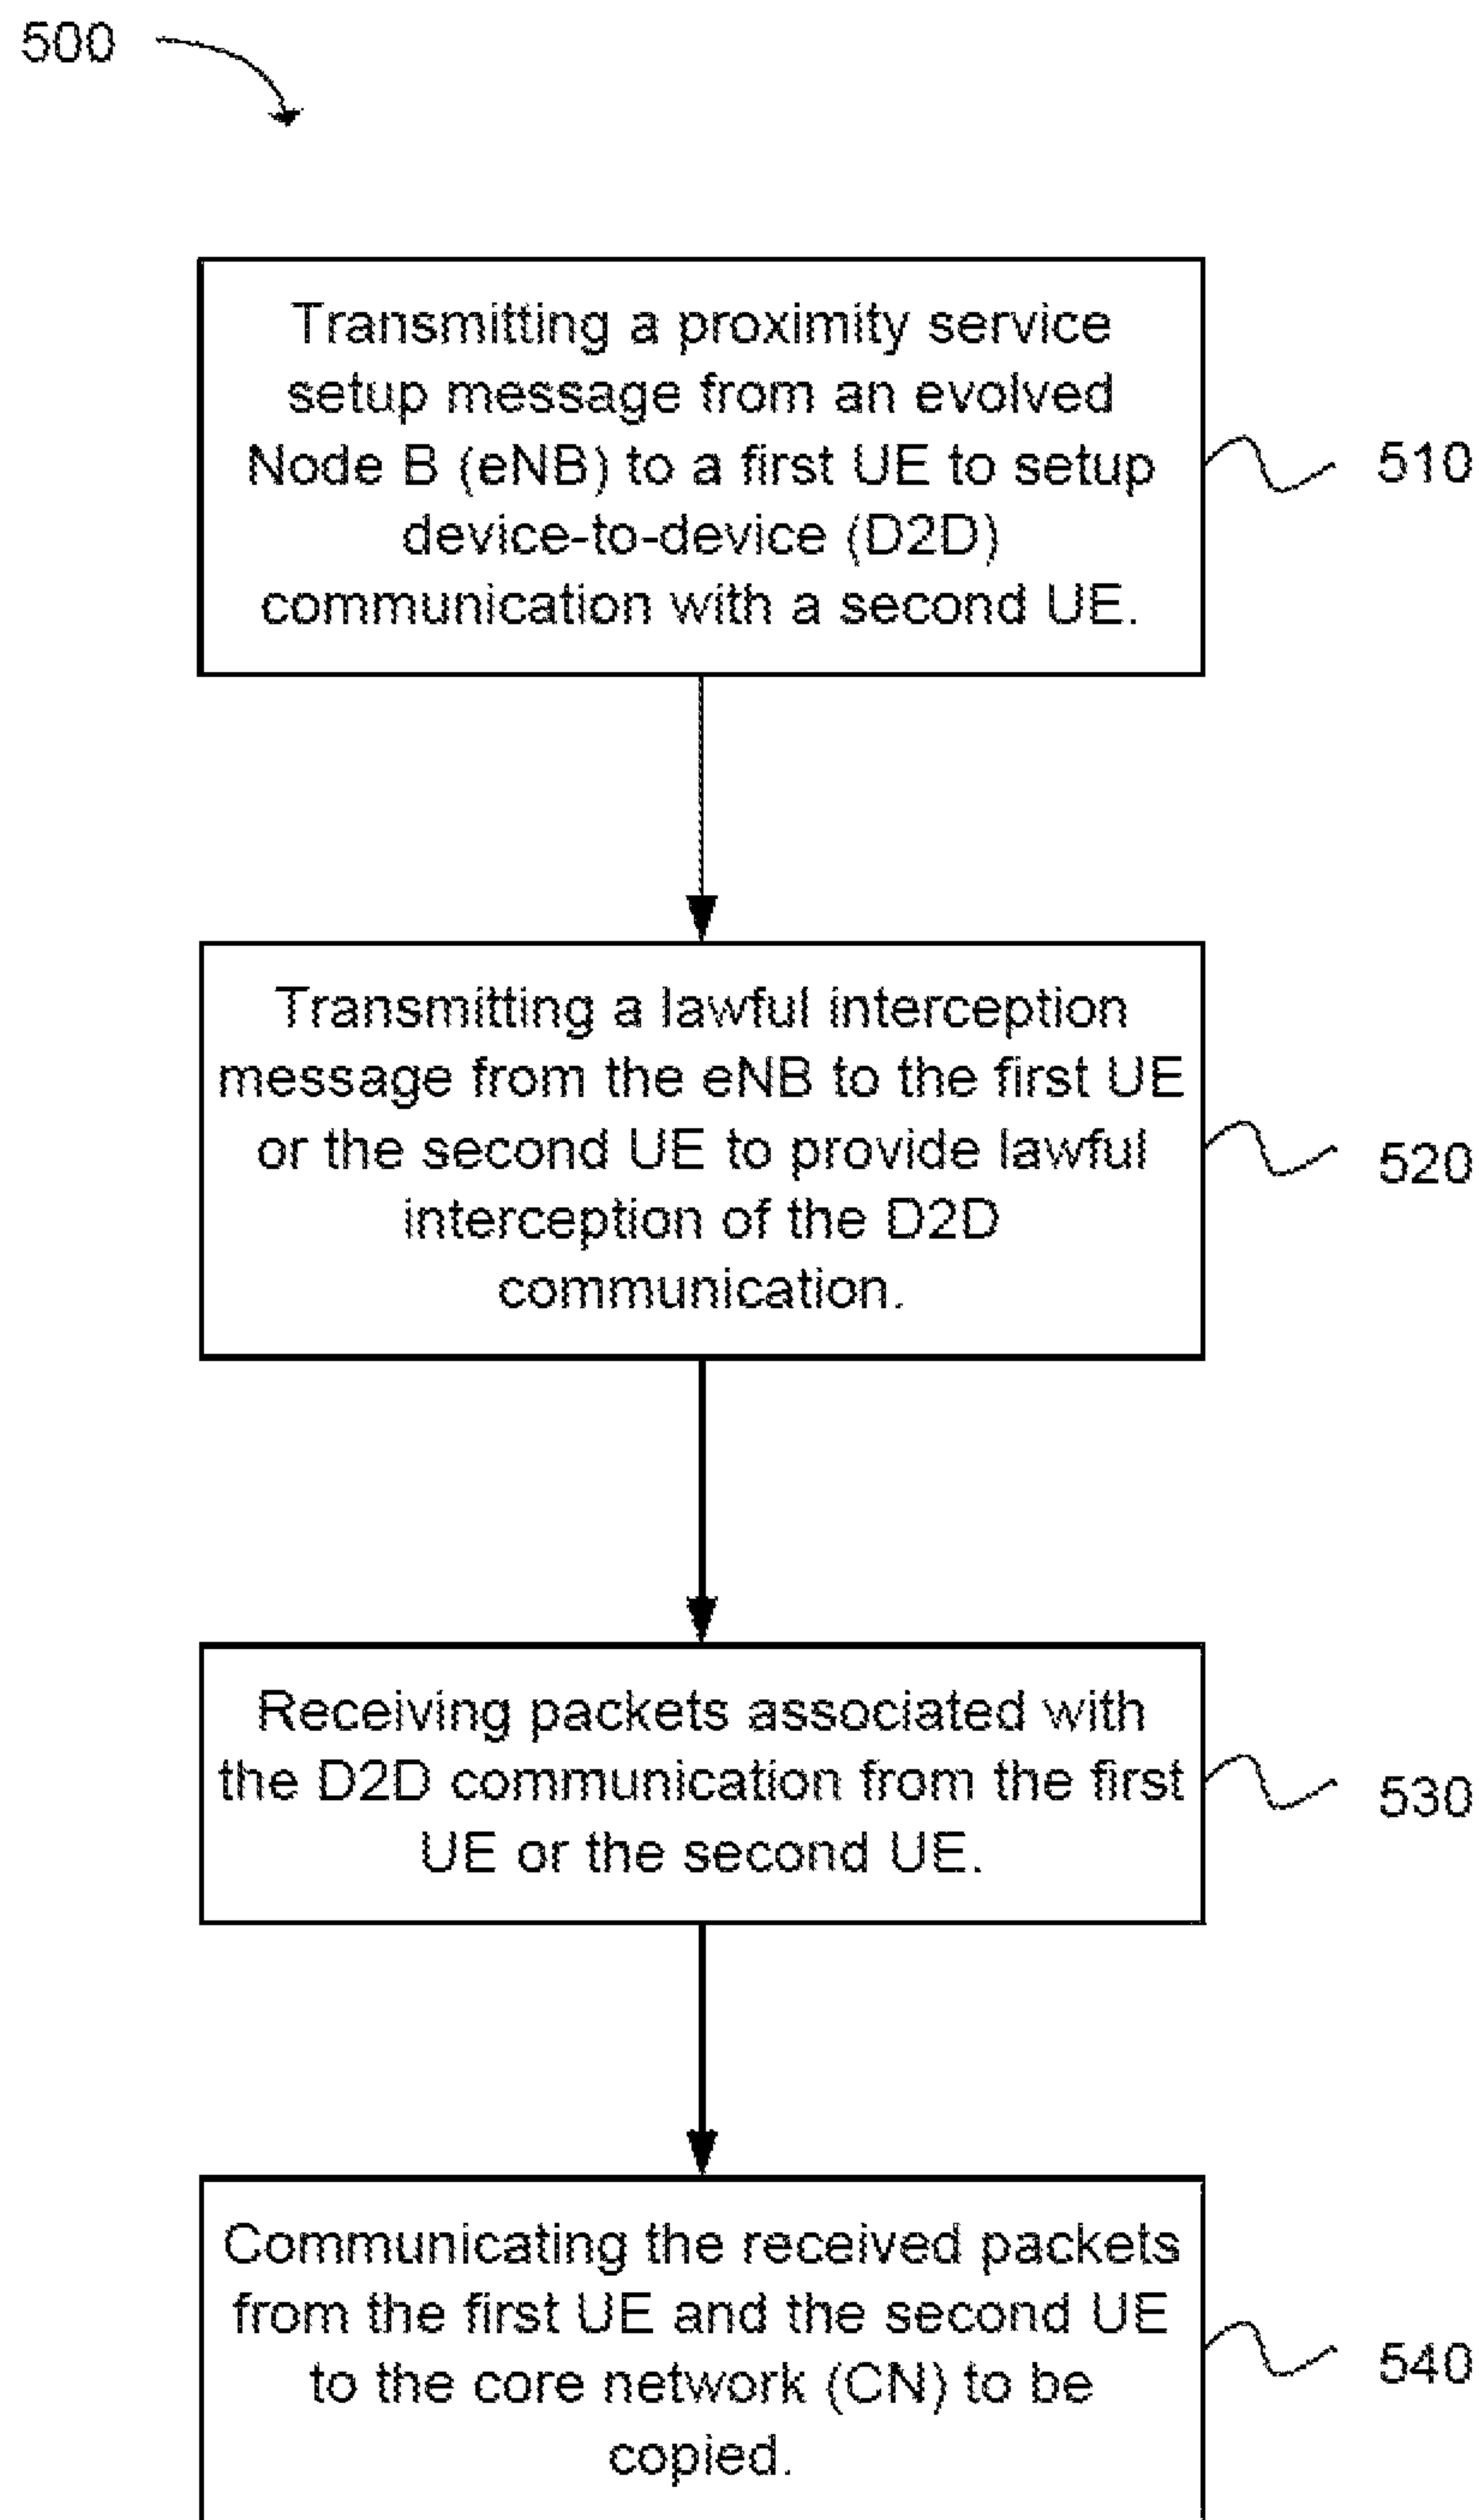 500
Transmitting a proximity service
setup message from an evolved
Node B (eNB) to a first UE to setup
device-to-device (D2D)
communication with a second UE.
510
Transmitting a lawful interception
message from the eNB to the first UE
or the second UE to provide lawful
interception of the D2D
communication.
520
Receiving packets associated with
the D2D communication from the first
UE or the second UE.
530
Communicating the received packets
from the first UE and the second UE
to the core network (CN) to be
copied.
540